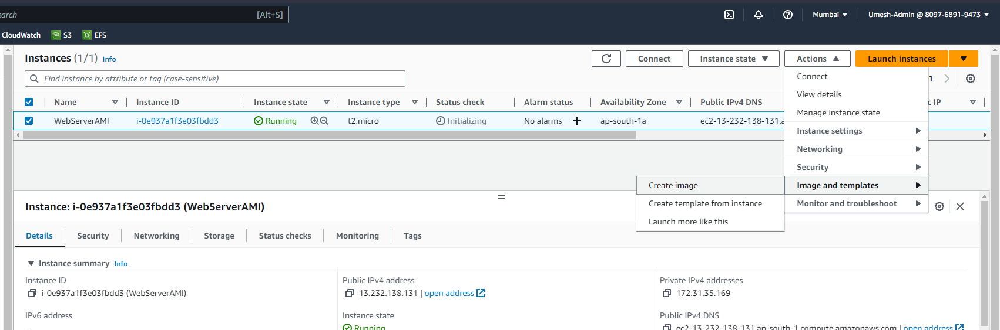 earch [Alt+S] Mumbai Umesh-Admin @ 8097-6891-9473
CloudWatch S3 EFS
Instances (1/1) Info Connect Instance state Actions Launch instances
Find instance by attribute or tag (case-sensitive) 1
Connect
View details
Manage instance state
Instance settings
Networking
Security
Image and templates
Monitor and troubleshoot
Create image
Create template from instance
Launch more like this
Name Instance ID Instance state Instance type Status check Alarm status Availability Zone Public IPv4 DNS c IP
WebServerAMI i-0e937a1f3e03fbdd3 Running t2.micro Initializing No alarms + ap-south-1a ec2-13-232-138-131.a
Instance: i-0e937a1f3e03fbdd3 (WebServerAMI)
Details Security Networking Storage Status checks Monitoring Tags
Instance summary Info
Instance ID
i-0e937a1f3e03fbdd3 (WebServerAMI)
IPv6 address
–
Public IPv4 address
13.232.138.131 | open address
Instance state
Running
Private IPv4 addresses
172.31.35.169
Public IPv4 DNS
ec2-13-232-138-131.ap-south-1.compute.amazonaws.com | open address